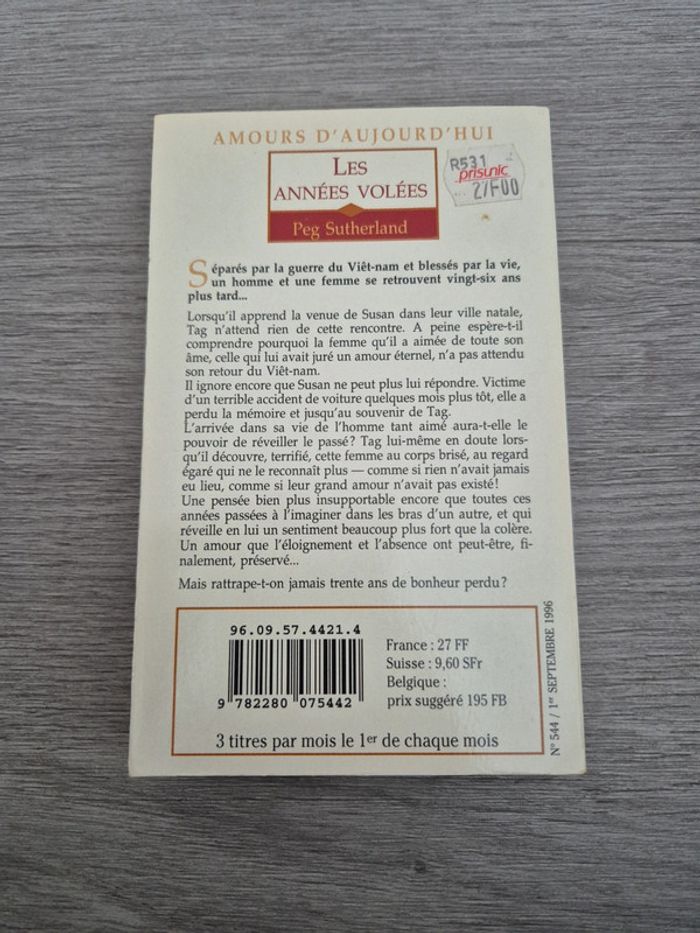 AMOURS D'AUJOURD'HUI
LES
ANNÉES VOLÉES
Peg Sutherland
R531
prisunic
27F00
Séparés par la guerre du Viêt-nam et blessés par la vie,
un homme et une femme se retrouvent vingt-six ans
plus tard...
Lorsqu'il apprend la venue de Susan dans leur ville natale,
Tag n'attend rien de cette rencontre. A peine espère-t-il
comprendre pourquoi la femme qu'il a aimée de toute son
âme, celle qui lui avait juré un amour éternel, n'a pas attendu
son retour du Viêt-nam.
Il ignore encore que Susan ne peut plus lui répondre. Victime
d'un terrible accident de voiture quelques mois plus tôt, elle a
perdu la mémoire et jusqu'au souvenir de Tag.
L'arrivée dans sa vie de l'homme tant aimé aura-t-elle le
pouvoir de réveiller le passé ? Tag lui-même en doute lors-
qu'il découvre, terrifié, cette femme au corps brisé, au regard
égaré qui ne le reconnaît plus — comme si rien n'avait jamais
eu lieu, comme si leur grand amour n'avait pas existé !
Une pensée bien plus insupportable encore que toutes ces
années passées à l'imaginer dans les bras d'un autre, et qui
réveille en lui un sentiment beaucoup plus fort que la colère.
Un amour que l'éloignement et l'absence ont peut-être, fi-
nalement, préservé...
Mais rattrape-t-on jamais trente ans de bonheur perdu ?
96.09.57.4421.4
9 782280 075442
France : 27 FF
Suisse : 9,60 SFr
Belgique :
prix suggéré 195 FB
3 titres par mois le 1er de chaque mois
N° 544 / 1er SEPTEMBRE 1996